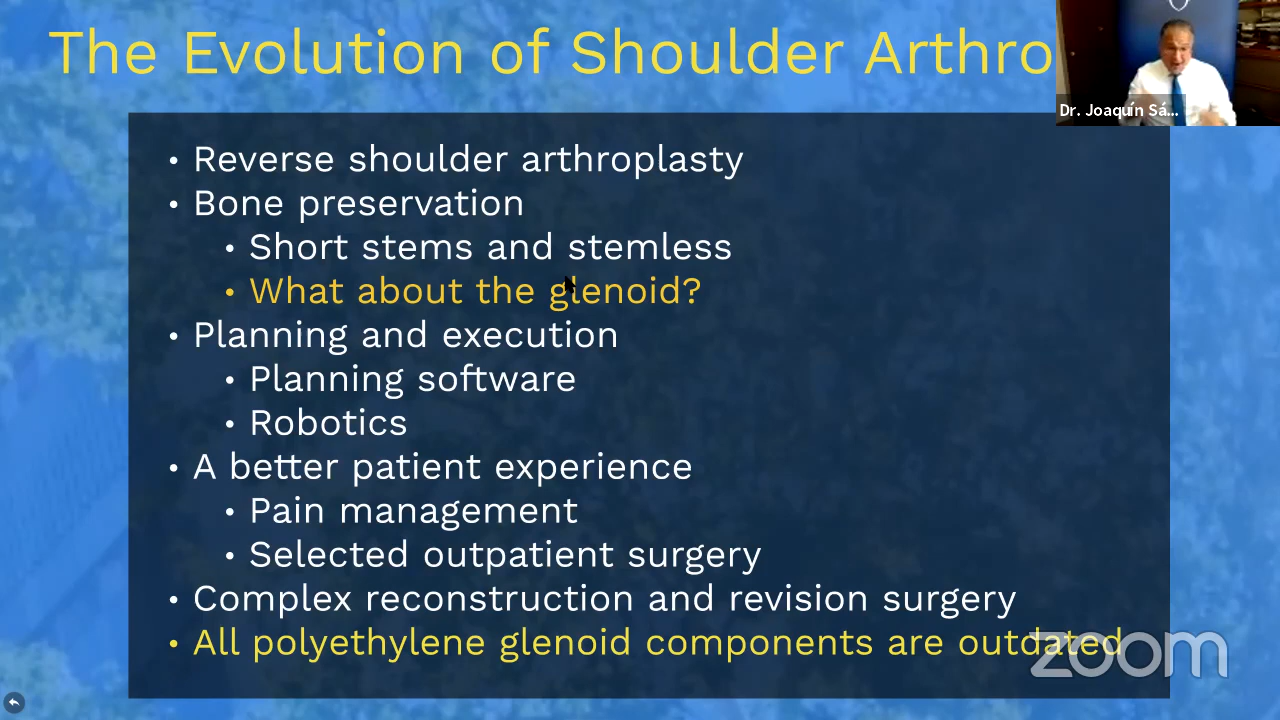 The Evolution of Shoulder Arthro
Dr. Joaquín Sá...
• Reverse shoulder arthroplasty
• Bone preservation
• Short stems and stemless
• What about the glenoid?
• Planning and execution
• Planning software
• Robotics
• A better patient experience
• Pain management
• Selected outpatient surgery
• Complex reconstruction and revision surgery
• All polyethylene glenoid components are outdated
zoom